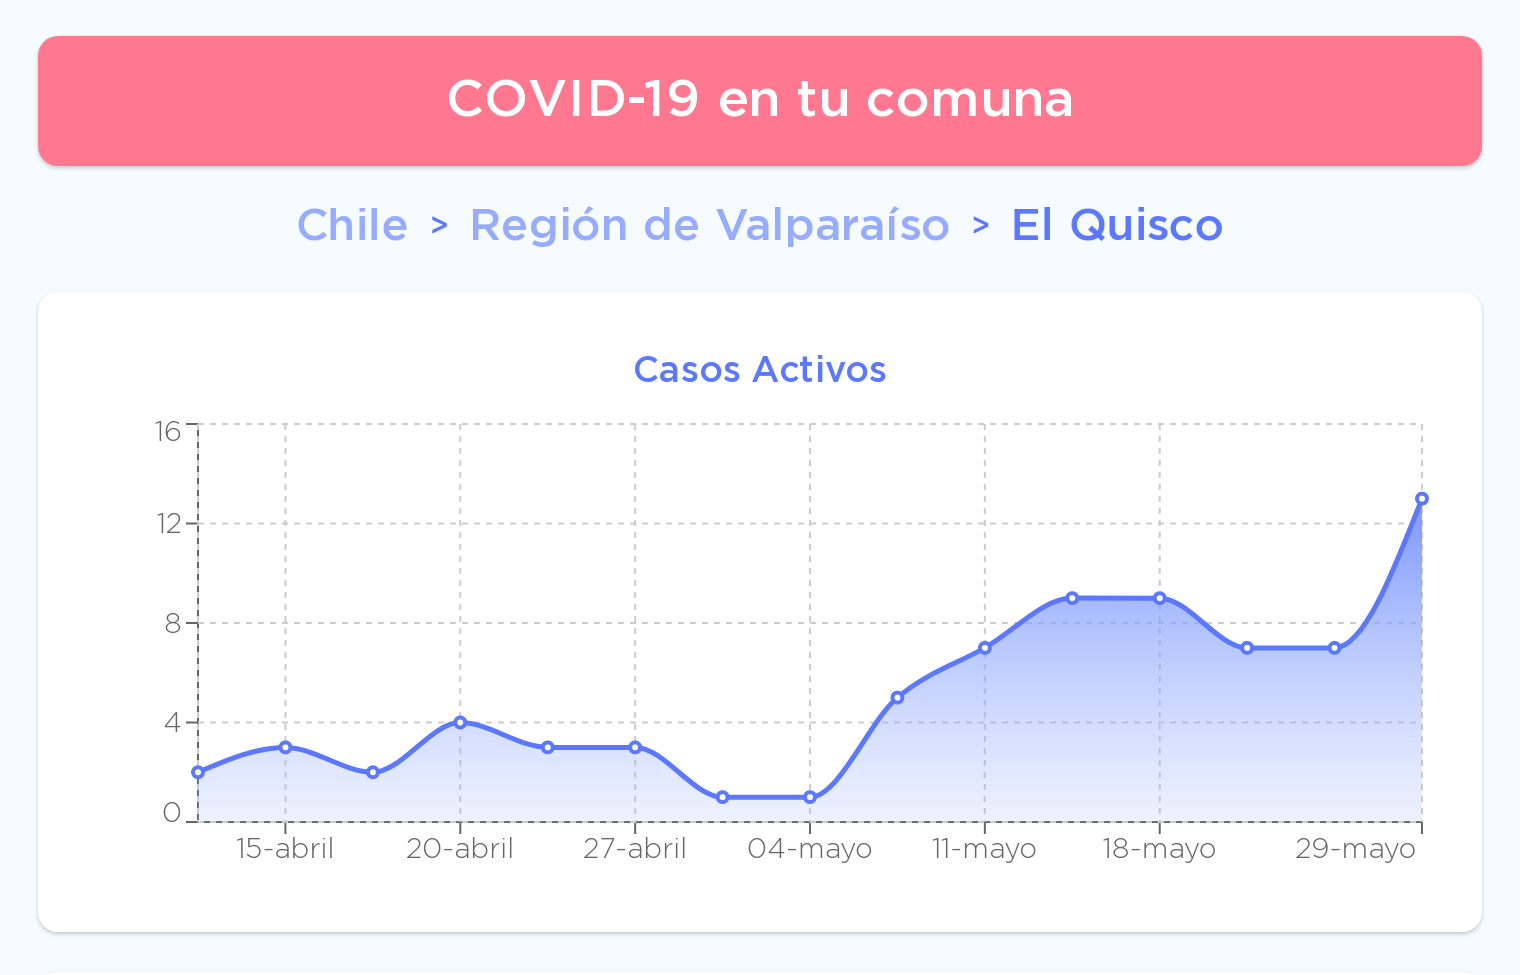 COVID-19 en tu comuna
Chile > Región de Valparaíso > El Quisco
Casos Activos
16
12
8
4
0
15-abril 20-abril 27-abril 04-mayo 11-mayo 18-mayo 29-mayo